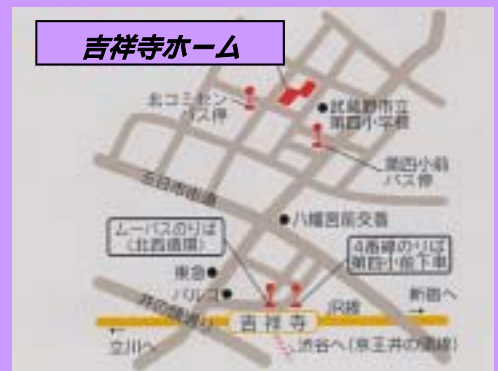 吉祥寺ホーム
北コミセン
バス停
武蔵野市立
第四小学校
第四小前
バス停
五日市街道
八幡宮前交番
ムーバスのりば
(北西循環)
4番線のりば
第四小前下車
東急
パルコ
井の頭通り
JR線
新宿へ
吉祥寺
立川へ
渋谷へ(京王井の頭線)